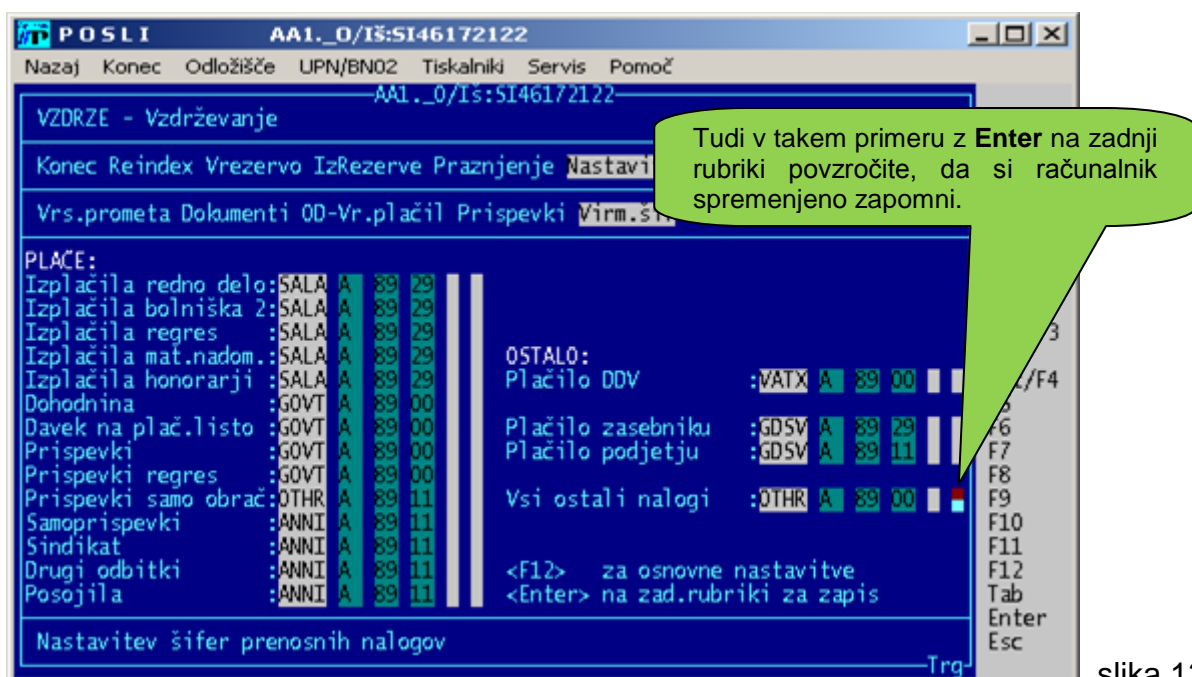 POSLI AA1._O/Iš:SI46172122
Nazaj Konec Odložišče UPN/BN02 Tiskalniki Servis Pomoč
AA1._O/Iš:SI46172122
VZDRZE - Vzdrževanje
Konec Reindex Vrezervo IzRezerve Praznjenje Nastavi
Vrs.prometa Dokumenti OD-Vr.plačil Prispevki
Tudi v takem primeru z Enter na zadnji
rubriki povzročite, da si računalnik
spremenjeno zapomni.
PLAČE:
Izplačila redno delo:SALA A 89 29
Izplačila bolniška 2:SALA A 89 29
Izplačila regres :SALA A 89 29
Izplačila mat.nadom.:SALA A 89 29
Izplačila honorarji :SALA A 89 29
Dohodnina :GOVT A 89 00
Davek na plač.listo :GOVT A 89 00
Prispevki :GOVT A 89 00
Prispevki regres :GOVT A 89 00
Prispevki samo obrač:OTHR A 89 11
Samoprispevki :ANNI A 89 11
Sindikat :ANNI A 89 11
Drugi odbitki :ANNI A 89 11
Posojila :ANNI A 89 11
OSTALO:
Plačilo DDV :VATX A 89 00
Plačilo zasebniku :GDSV A 89 29
Plačilo podjetju :GDSV A 89 11
Vsi ostali nalogi :OTHR A 89 00
<F12> za osnovne nastavitve
<Enter> na zad.rubriki za zapis
Nastavitev šifer prenosnih nalogov
Trg
3
/F4
F6
F7
F8
F9
F10
F11
F12
Tab
Enter
Esc
slika